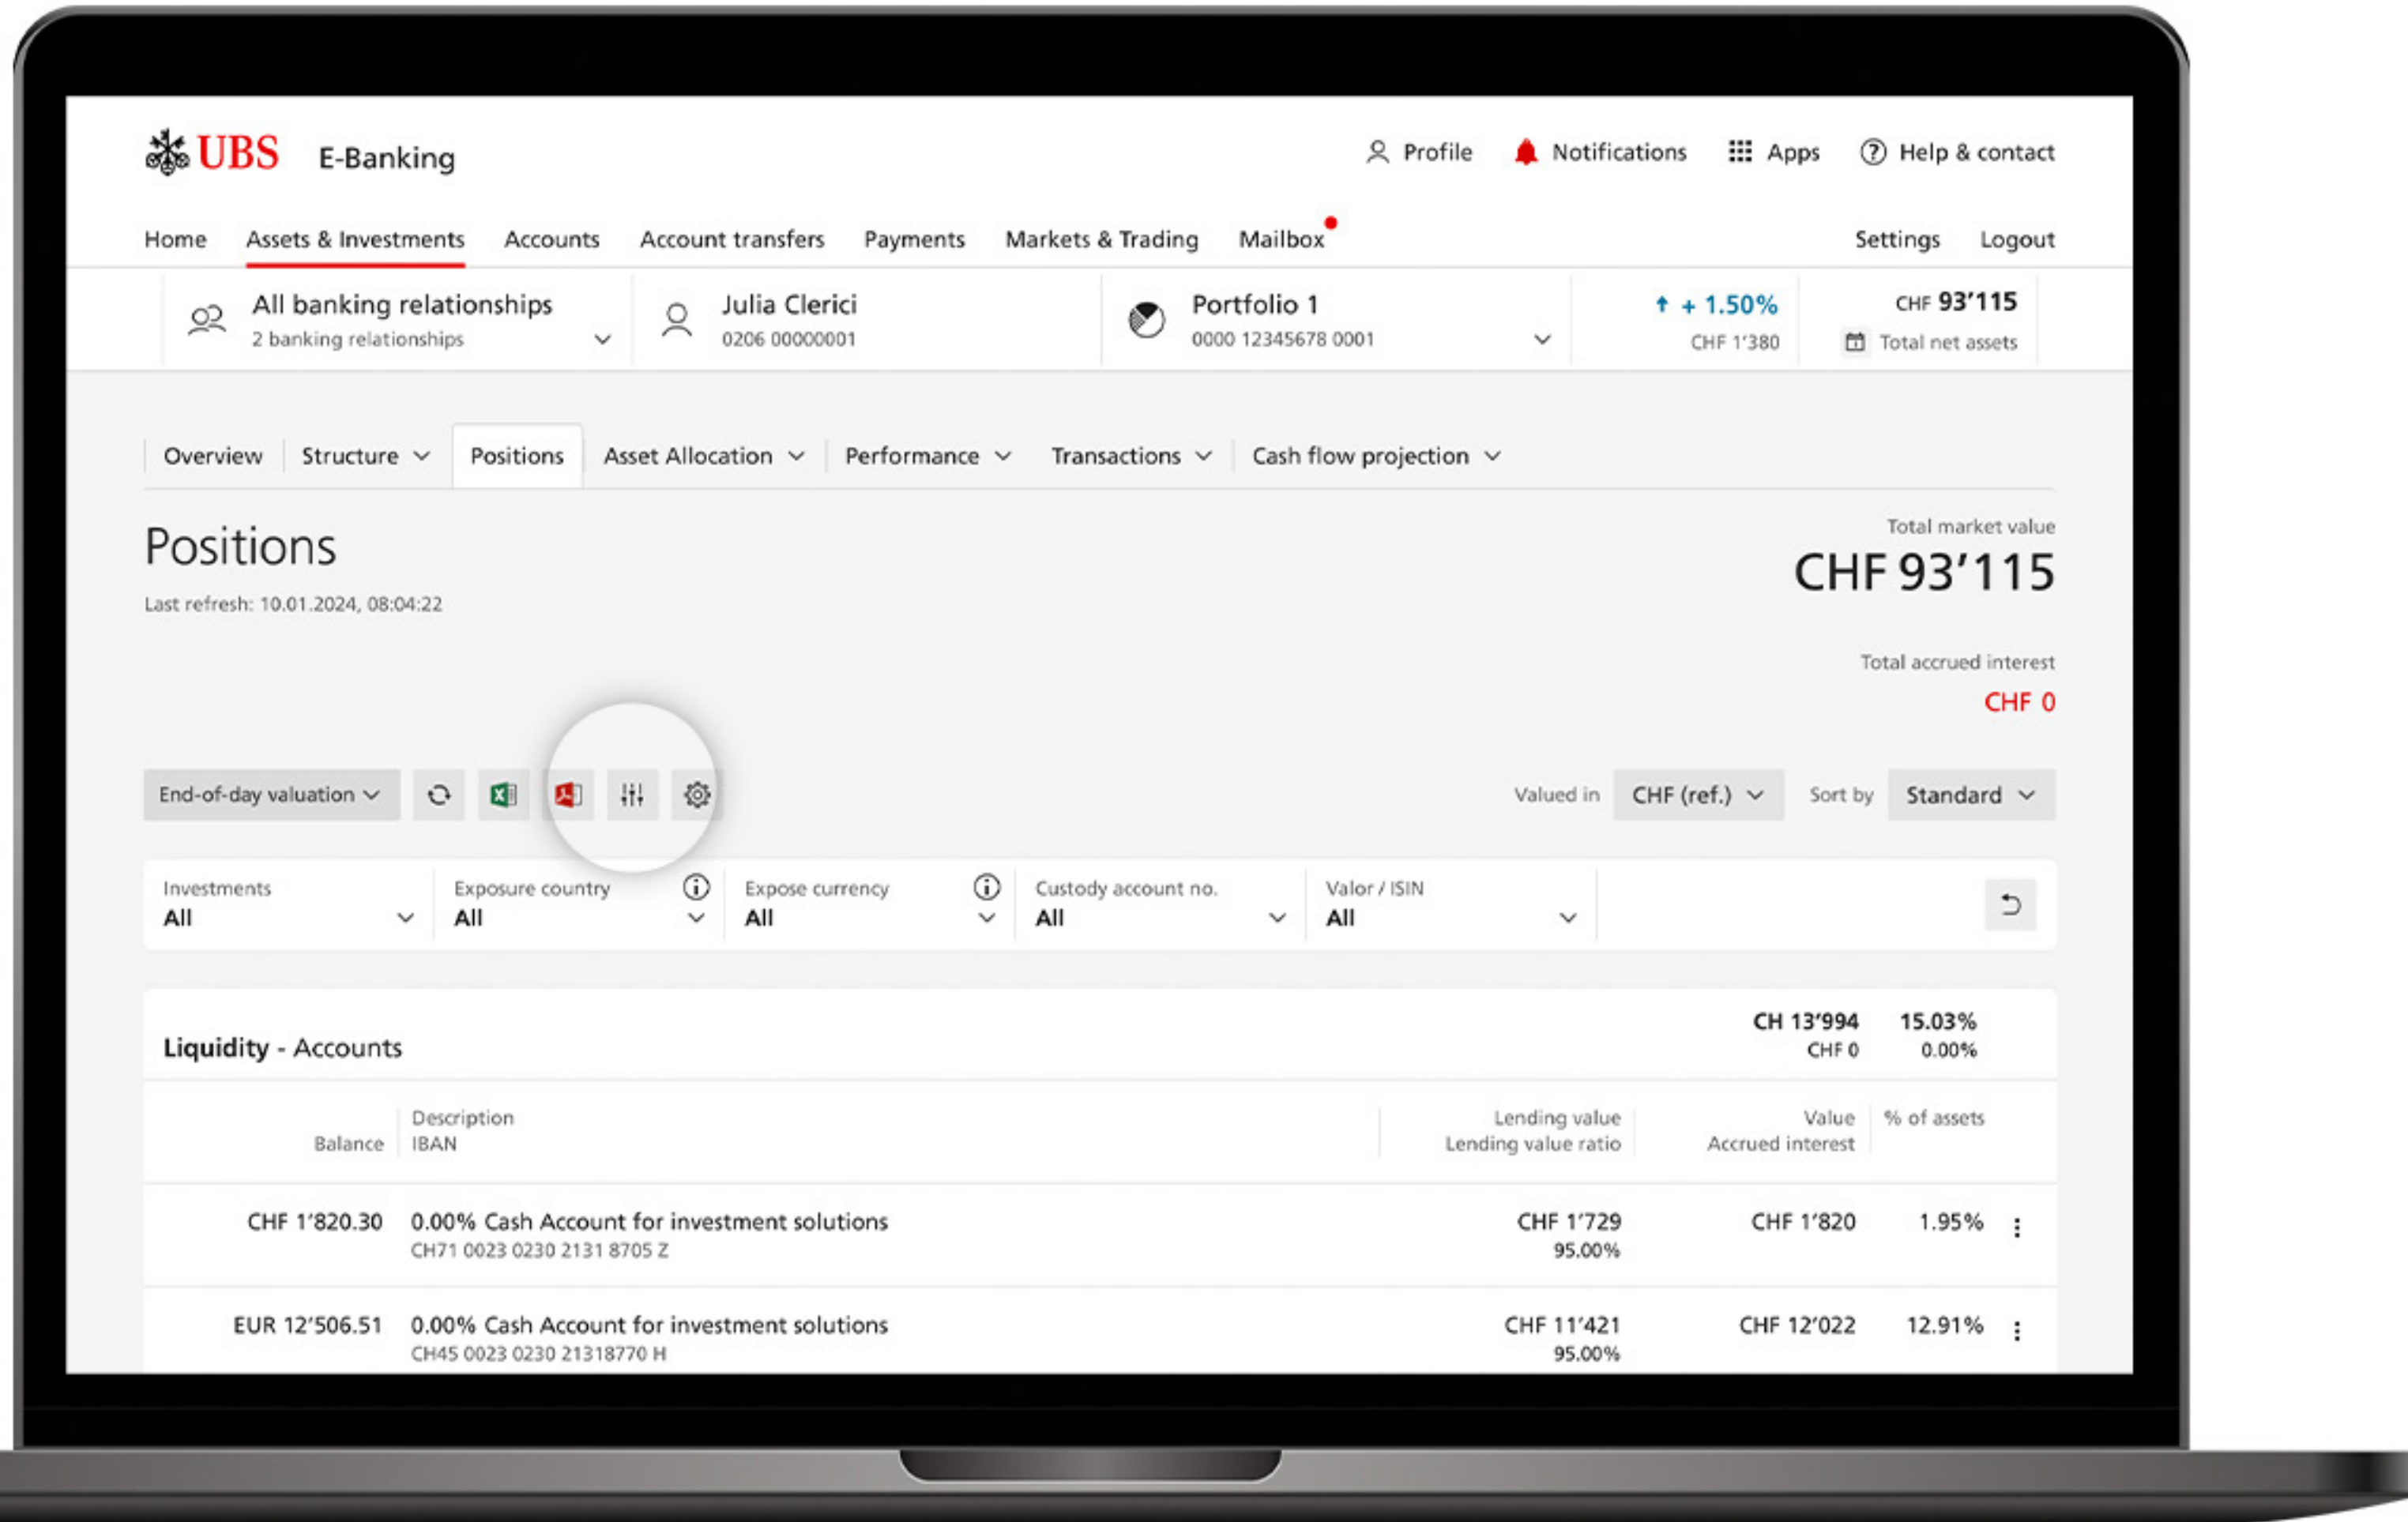 UBS E-Banking
Profile Notifications Apps Help & contact
Home Assets & Investments Accounts Account transfers Payments Markets & Trading Mailbox Settings Logout
All banking relationships Julia Clerici Portfolio 1 + 1.50% CHF 93’115
2 banking relationships 0206 00000001 0000 12345678 0001 CHF 1’380 Total net assets
Overview Structure Positions Asset Allocation Performance Transactions Cash flow projection
Positions
Last refresh: 10.01.2024, 08:04:22
Total market value
CHF 93’115
Total accrued interest
CHF 0
End-of-day valuation Valued in CHF (ref.) Sort by Standard
Investments Exposure country Expose currency Custody account no. Valor / ISIN
All All All All All
Liquidity - Accounts
CH 13’994 15.03%
CHF 0 0.00%
Description Lending value Value % of assets
Balance IBAN Lending value ratio Accrued interest
CHF 1’820.30 0.00% Cash Account for investment solutions CHF 1’729 CHF 1’820 1.95%
CH71 0023 0230 2131 8705 Z 95.00%
EUR 12’506.51 0.00% Cash Account for investment solutions CHF 11’421 CHF 12’022 12.91%
CH45 0023 0230 21318770 H 95.00%